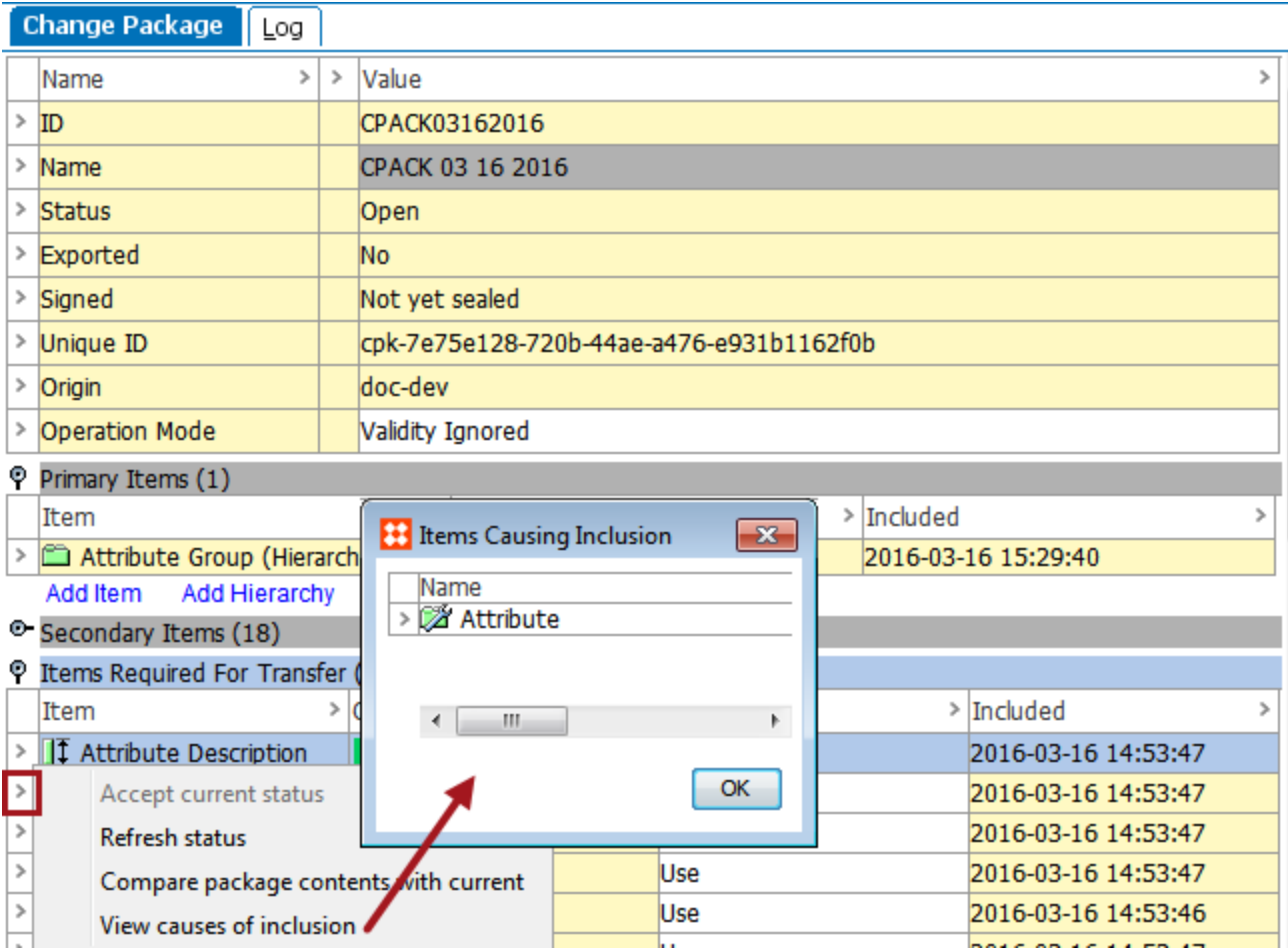 Change Package Log
Name > > Value >
> ID CPACK03162016
> Name CPACK 03 16 2016
> Status Open
> Exported No
> Signed Not yet sealed
> Unique ID cpk-7e75e128-720b-44ae-a476-e931b1162f0b
> Origin doc-dev
> Operation Mode Validity Ignored
Primary Items (1)
Item > Included >
> Attribute Group (Hierarch 2016-03-16 15:29:40
Add Item Add Hierarchy
Secondary Items (18)
Items Required For Transfer (
Item > > Included >
> Attribute Description 2016-03-16 14:53:47
> 2016-03-16 14:53:47
> 2016-03-16 14:53:47
> Use 2016-03-16 14:53:47
> Use 2016-03-16 14:53:46
Items Causing Inclusion
Name
> Attribute
OK
Accept current status
Refresh status
Compare package contents with current
View causes of inclusion